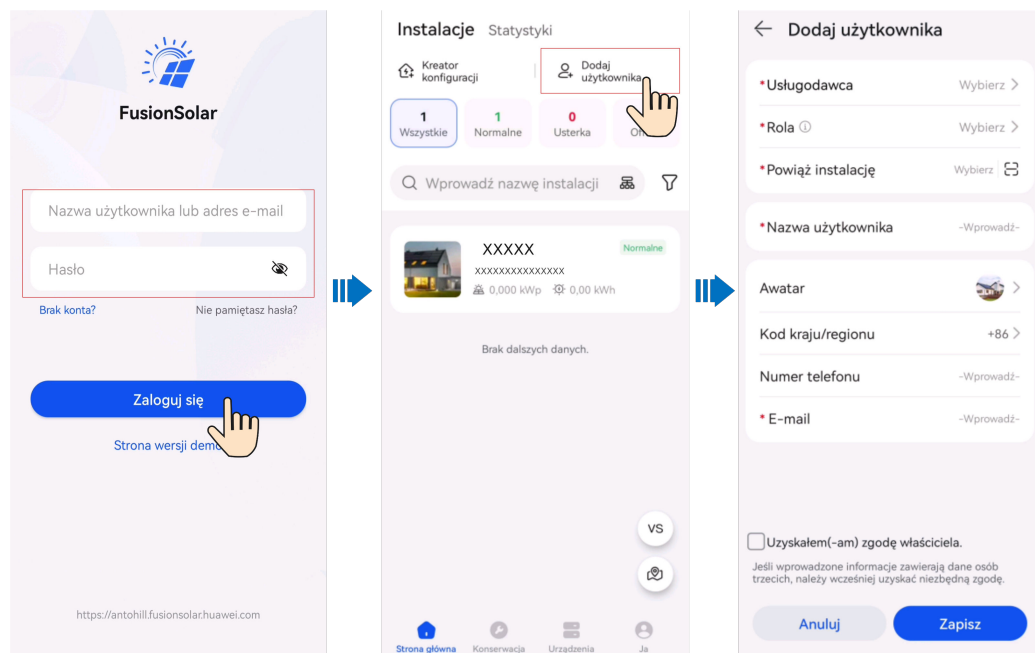 FusionSolar
Nazwa użytkownika lub adres e-mail
Hasło
Brak konta?
Nie pamiętasz hasła?
Zaloguj się
Strona wersji demo
https://antohill.fusionsolar.huawei.com
Instalacje Statystyki
Kreator
konfiguracji
Dodaj
użytkownika
1
Wszystkie
1
Normalne
0
Usterka
Wprowadź nazwę instalacji
XXXXX
Normalne
xxxxxxxxxxxxxxx
0,000 kWp 0,00 kWh
Brak dalszych danych.
VS
Strona główna Konserwacja Urządzenia Ja
Dodaj użytkownika
*Usługodawca Wybierz
*Rola Wybierz
*Powiąż instalację Wybierz
*Nazwa użytkownika -Wprowadź-
Awatar
Kod kraju/regionu +86
Numer telefonu -Wprowadź-
* E-mail -Wprowadź-
Uzyskałem(-am) zgodę właściciela.
Jeśli wprowadzone informacje zawierają dane osób
trzecich, należy wcześniej uzyskać niezbędną zgodę.
Anuluj
Zapisz